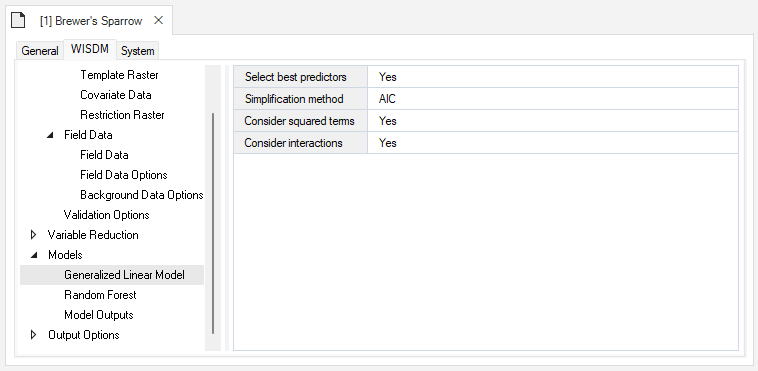 [1] Brewer's Sparrow
General WISDM System
Template Raster
Covariate Data
Restriction Raster
Field Data
Field Data
Field Data Options
Background Data Options
Validation Options
Variable Reduction
Models
Generalized Linear Model
Random Forest
Model Outputs
Output Options
Select best predictors Yes
Simplification method AIC
Consider squared terms Yes
Consider interactions Yes